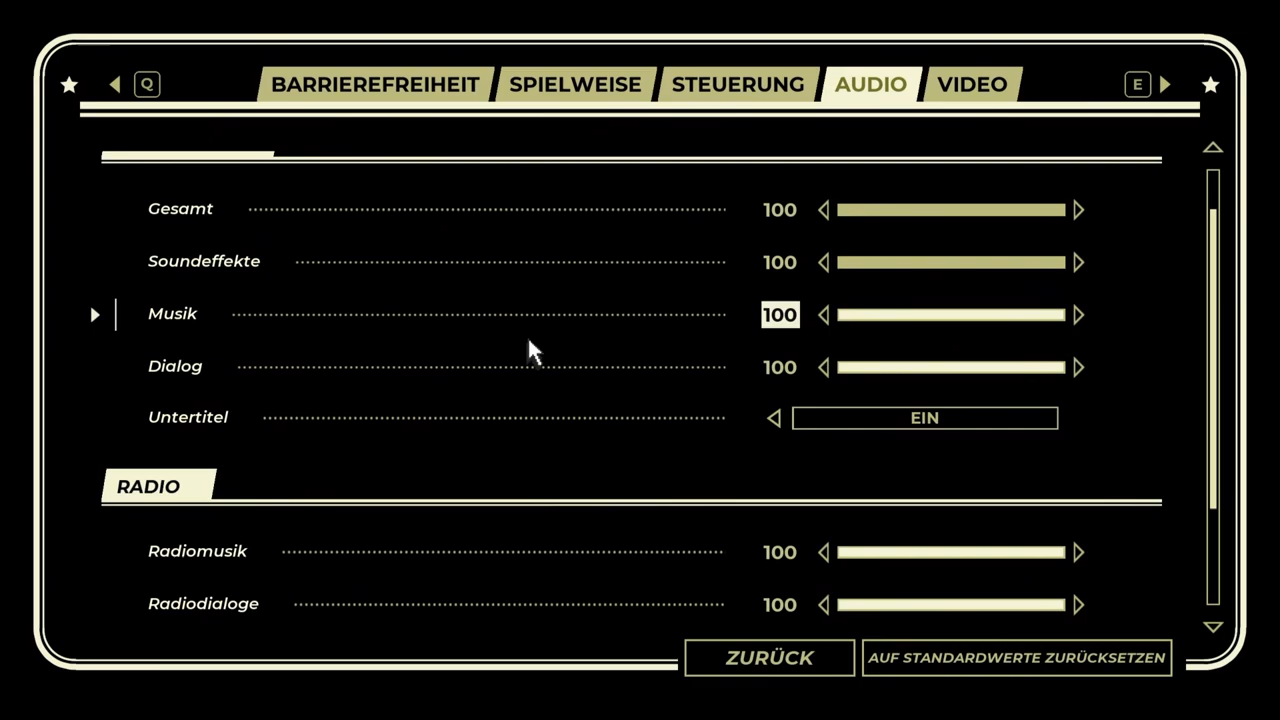 Q BARRIEREFREIHEIT SPIELWEISE STEUERUNG AUDIO VIDEO E
Gesamt 100
Soundeffekte 100
Musik 100
Dialog 100
Untertitel EIN
RADIO
Radiomusik 100
Radiodialoge 100
ZURÜCK AUF STANDARDWERTE ZURÜCKSETZEN